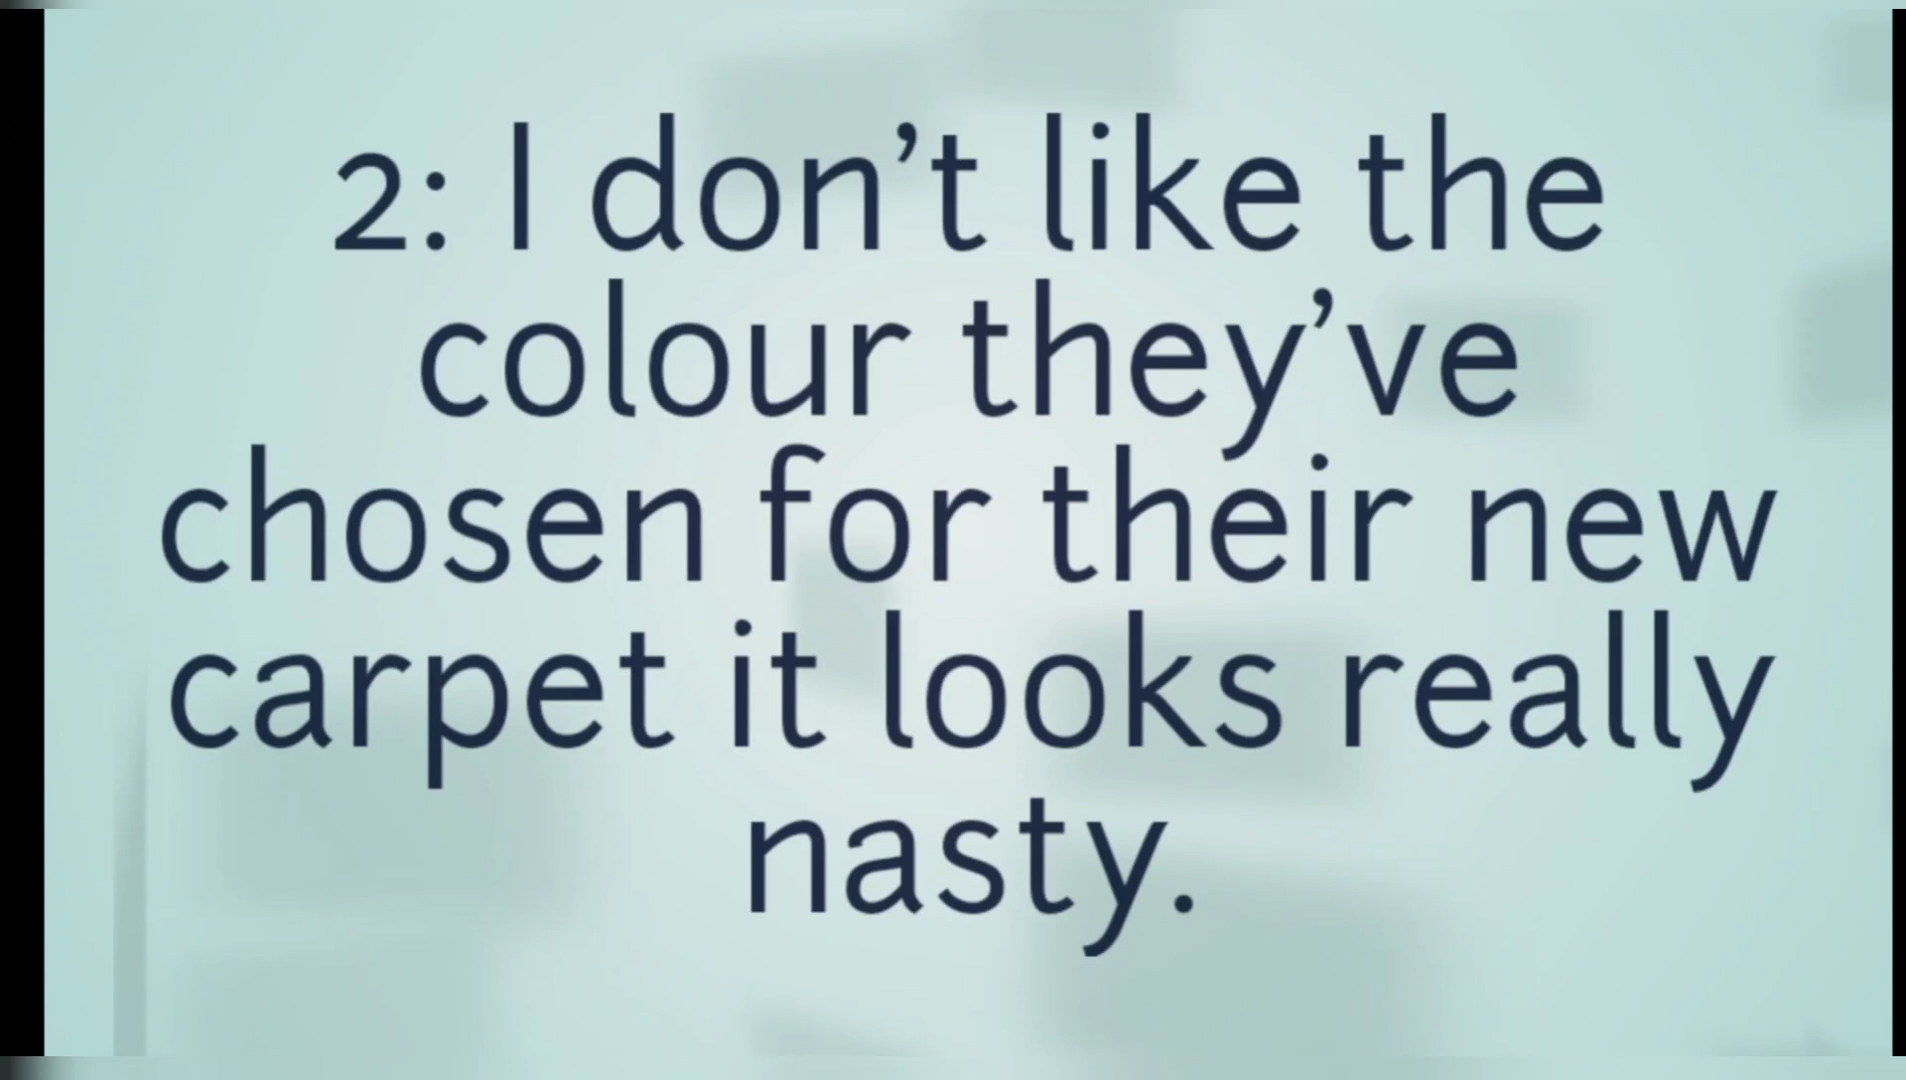 2: I don’t like the
colour they’ve
chosen for their new
carpet it looks really
nasty.